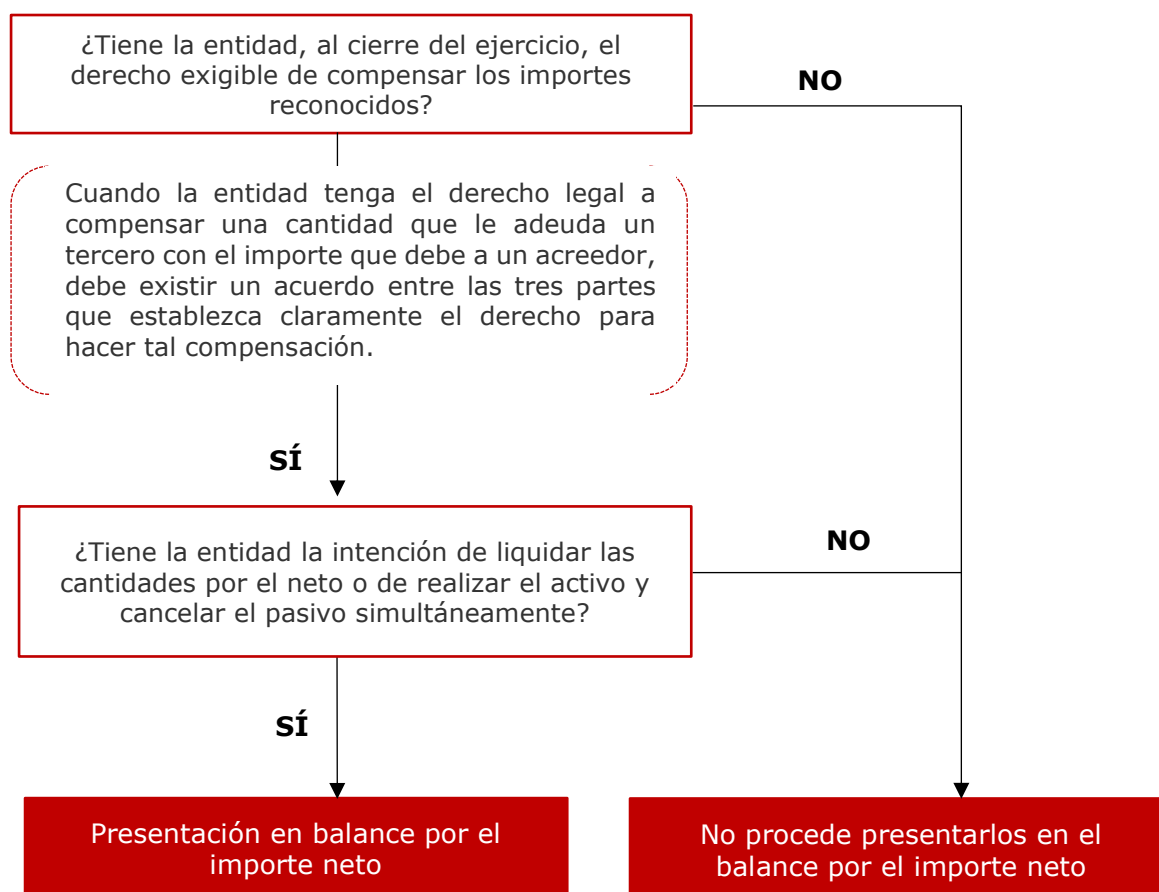 ¿Tiene la entidad, al cierre del ejercicio, el
derecho exigible de compensar los importes
reconocidos?
NO
Cuando la entidad tenga el derecho legal a
compensar una cantidad que le adeuda un
tercero con el importe que debe a un acreedor,
debe existir un acuerdo entre las tres partes
que establezca claramente el derecho para
hacer tal compensación.
SÍ
¿Tiene la entidad la intención de liquidar las
cantidades por el neto o de realizar el activo y
cancelar el pasivo simultáneamente?
NO
SÍ
Presentación en balance por el
importe neto
No procede presentarlos en el
balance por el importe neto